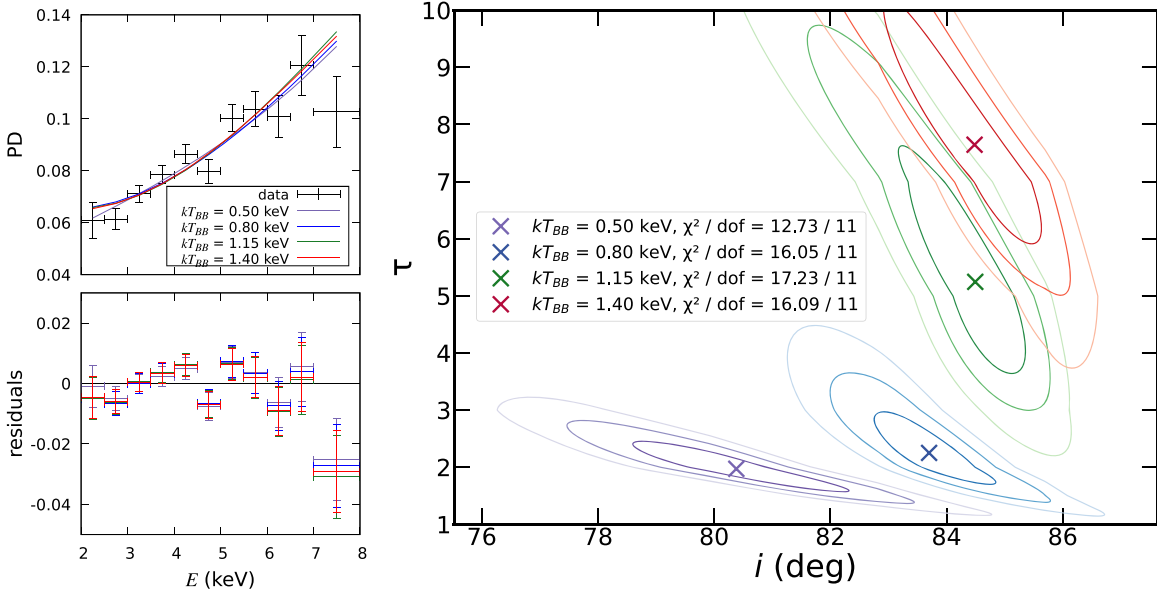 0.14
0.12
0.1
0.08
0.06
0.04
PD
data
kT_BB = 0.50 keV
kT_BB = 0.80 keV
kT_BB = 1.15 keV
kT_BB = 1.40 keV
0.02
0
-0.02
-0.04
residuals
2 3 4 5 6 7 8
E (keV)
10
9
8
7
6
5
4
3
2
1
τ
kT_BB = 0.50 keV, χ² / dof = 12.73 / 11
kT_BB = 0.80 keV, χ² / dof = 16.05 / 11
kT_BB = 1.15 keV, χ² / dof = 17.23 / 11
kT_BB = 1.40 keV, χ² / dof = 16.09 / 11
76 78 80 82 84 86
i (deg)